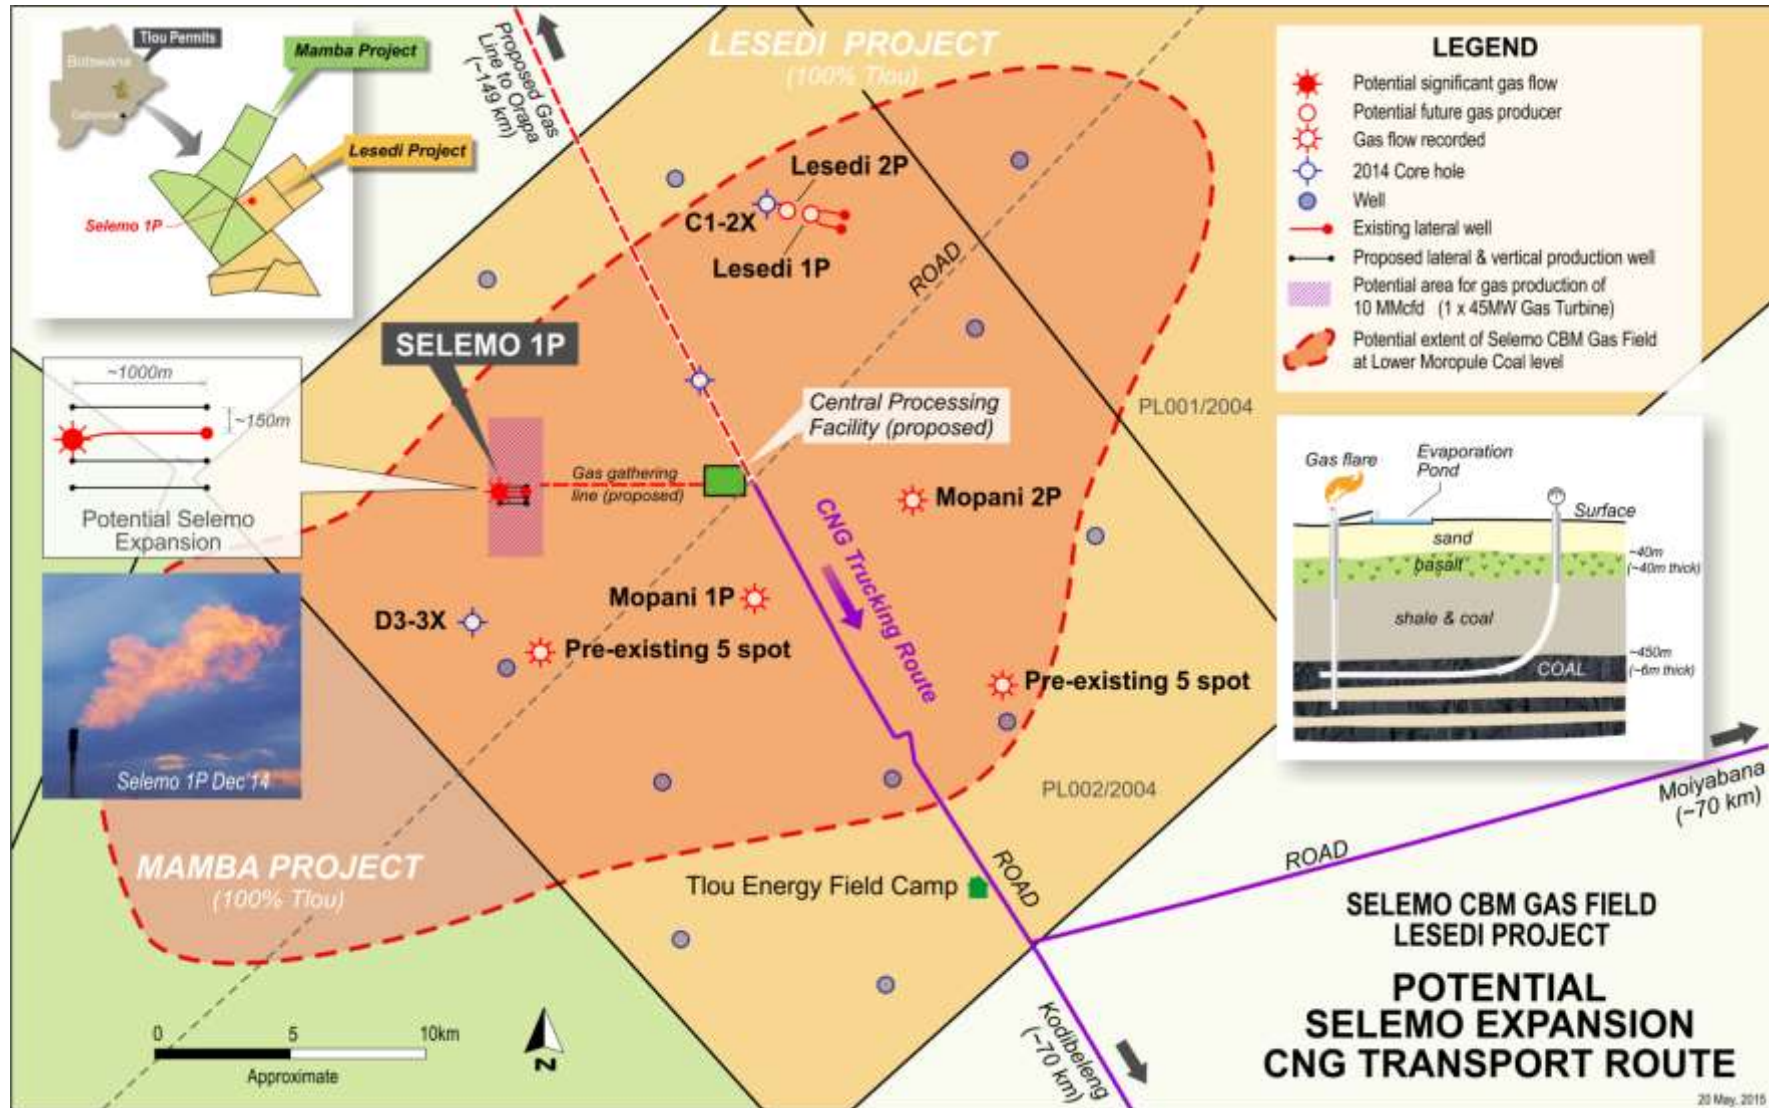 Tlou Permits
Botswana
Gaborone
Mamba Project
Lesedi Project
Selemo 1P
Proposed Gas
Line to Orapa
(~149 km)
LESEDI PROJECT
(100% Tlou)
LEGEND
Potential significant gas flow
Potential future gas producer
Gas flow recorded
2014 Core hole
Well
Existing lateral well
Proposed lateral & vertical production well
Potential area for gas production of
10 MMcfd (1 x 45MW Gas Turbine)
Potential extent of Selemo CBM Gas Field
at Lower Moropule Coal level
Lesedi 2P
C1-2X
Lesedi 1P
ROAD
SELEMO 1P
~1000m
~150m
Potential Selemo
Expansion
Central Processing
Facility (proposed)
PL001/2004
Gas gathering
line (proposed)
Mopani 2P
CNG Trucking Route
Mopani 1P
D3-3X
Pre-existing 5 spot
Pre-existing 5 spot
Gas flare
Evaporation
Pond
Surface
sand
basalt
~40m
(~40m thick)
shale & coal
~450m
(~6m thick)
COAL
Selemo 1P Dec'14
PL002/2004
Moiyabana
(~70 km)
ROAD
MAMBA PROJECT
(100% Tlou)
Tlou Energy Field Camp
ROAD
Kodibeleng
(~70 km)
0 5 10km
Approximate
N
SELEMO CBM GAS FIELD
LESEDI PROJECT
POTENTIAL
SELEMO EXPANSION
CNG TRANSPORT ROUTE
20 May, 2015